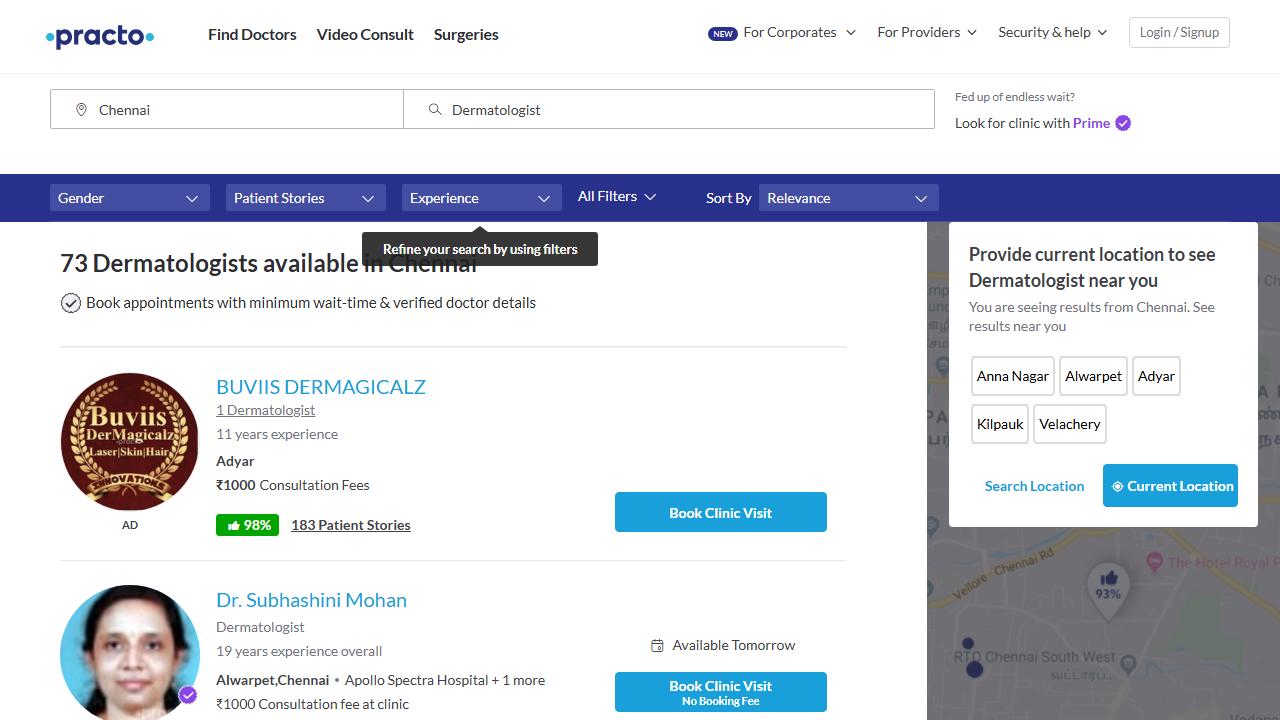 practo
Find Doctors
Video Consult
Surgeries
NEW For Corporates
For Providers
Security & help
Login / Signup
Chennai
Dermatologist
Fed up of endless wait?
Look for clinic with Prime
Gender
Patient Stories
Experience
All Filters
Sort By
Relevance
Refine your search by using filters
73 Dermatologists available in Chennai
Book appointments with minimum wait-time & verified doctor details
Buviis
DerMagicalz
Laser|Skin|Hair
INNOVATIONS
AD
BUVIIS DERMAGICALZ
1 Dermatologist
11 years experience
Adyar
₹1000 Consultation Fees
98%
183 Patient Stories
Book Clinic Visit
Dr. Subhashini Mohan
Dermatologist
19 years experience overall
Alwarpet,Chennai • Apollo Spectra Hospital + 1 more
₹1000 Consultation fee at clinic
Available Tomorrow
Book Clinic Visit
No Booking Fee
Provide current location to see
Dermatologist near you
You are seeing results from Chennai. See
results near you
Anna Nagar
Alwarpet
Adyar
Kilpauk
Velachery
Search Location
Current Location
Vellore - Chennai Rd
The Hotel Royal P
93%
RTO Chennai South West
வட்டாரப்...